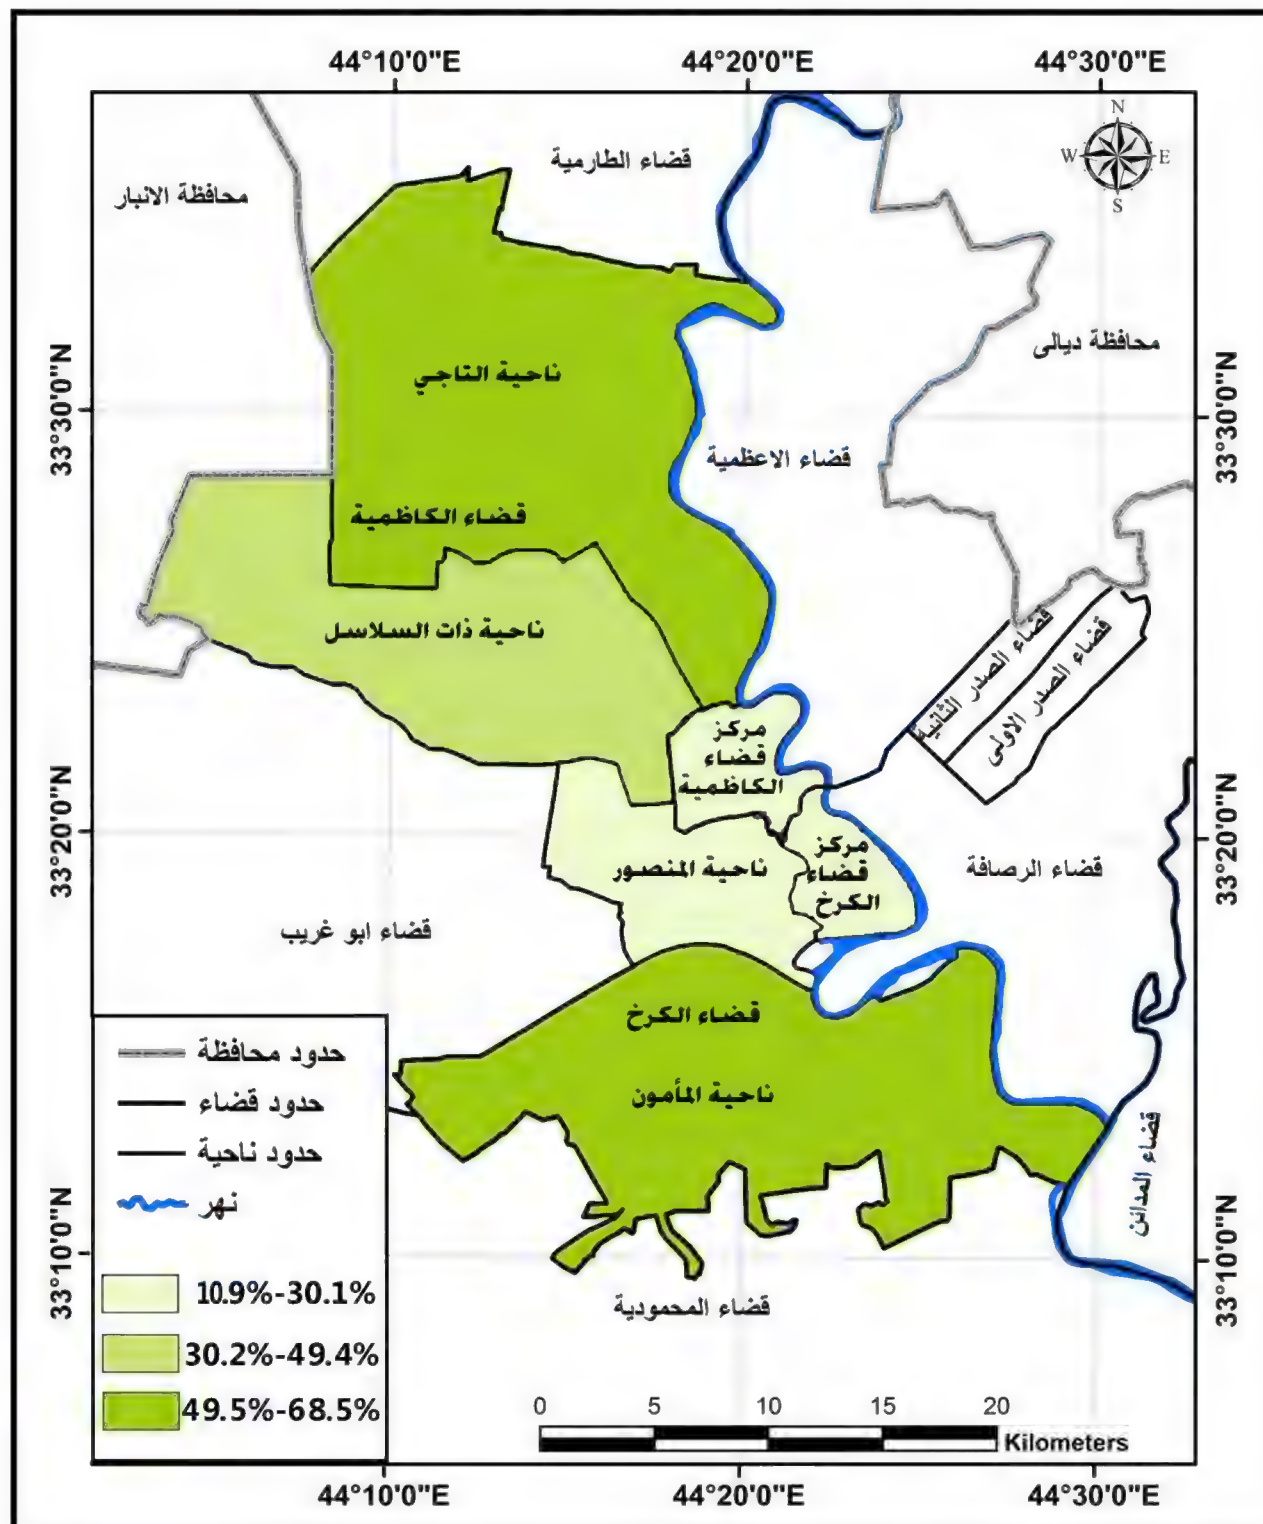 44°10'0"E
44°20'0"E
44°30'0"E
N
W
E
S
قضاء الطارمية
محافظة الانبار
محافظة ديالى
33°30'0"N
33°30'0"N
ناحية التاجي
قضاء الاعظمية
قضاء الكاظمية
ناحية ذات السلاسل
قضاء الصدر الثانية
قضاء الصدر الاولى
مركز
قضاء
الكاظمية
33°20'0"N
33°20'0"N
مركز
قضاء
الكرخ
ناحية المنصور
قضاء الرصافة
قضاء ابو غريب
قضاء الكرخ
ناحية المأمون
قضاء المدائن
قضاء المحمودية
33°10'0"N
33°10'0"N
حدود محافظة
حدود قضاء
حدود ناحية
نهر
10.9%-30.1%
30.2%-49.4%
49.5%-68.5%
0 5 10 15 20
Kilometers
44°10'0"E
44°20'0"E
44°30'0"E